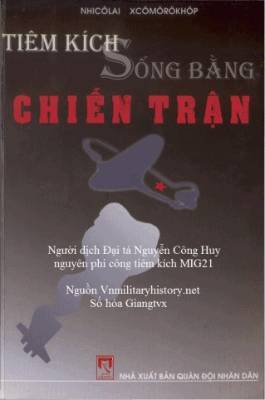 NHICÔLAI XCÔMÔRÔKHỐP
TIÊM KÍCH
SỐNG BẰNG
CHIẾN TRẬN
Người dịch Đại tá Nguyễn Công Huy
nguyên phi công tiêm kích MIG21
Nguồn Vnmilitaryhistory.net
Số hóa Giangtvx
NHÀ XUẤT BẢN QUÂN ĐỘI NHÂN DÂN